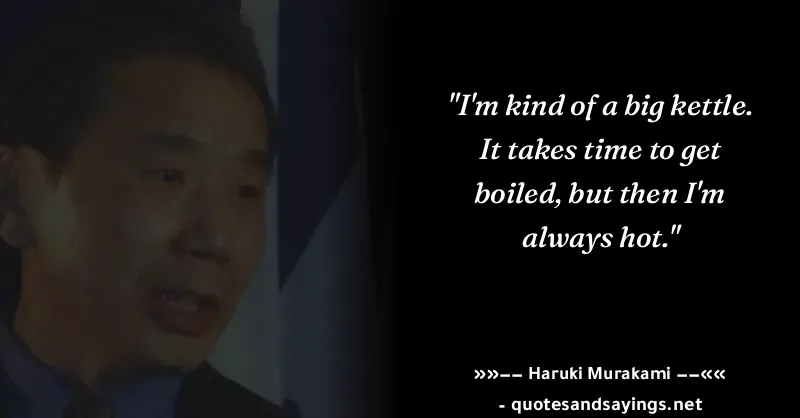 "I'm kind of a big kettle.
It takes time to get
boiled, but then I'm
always hot."
»»−− Haruki Murakami −−««
- quotesandsayings.net